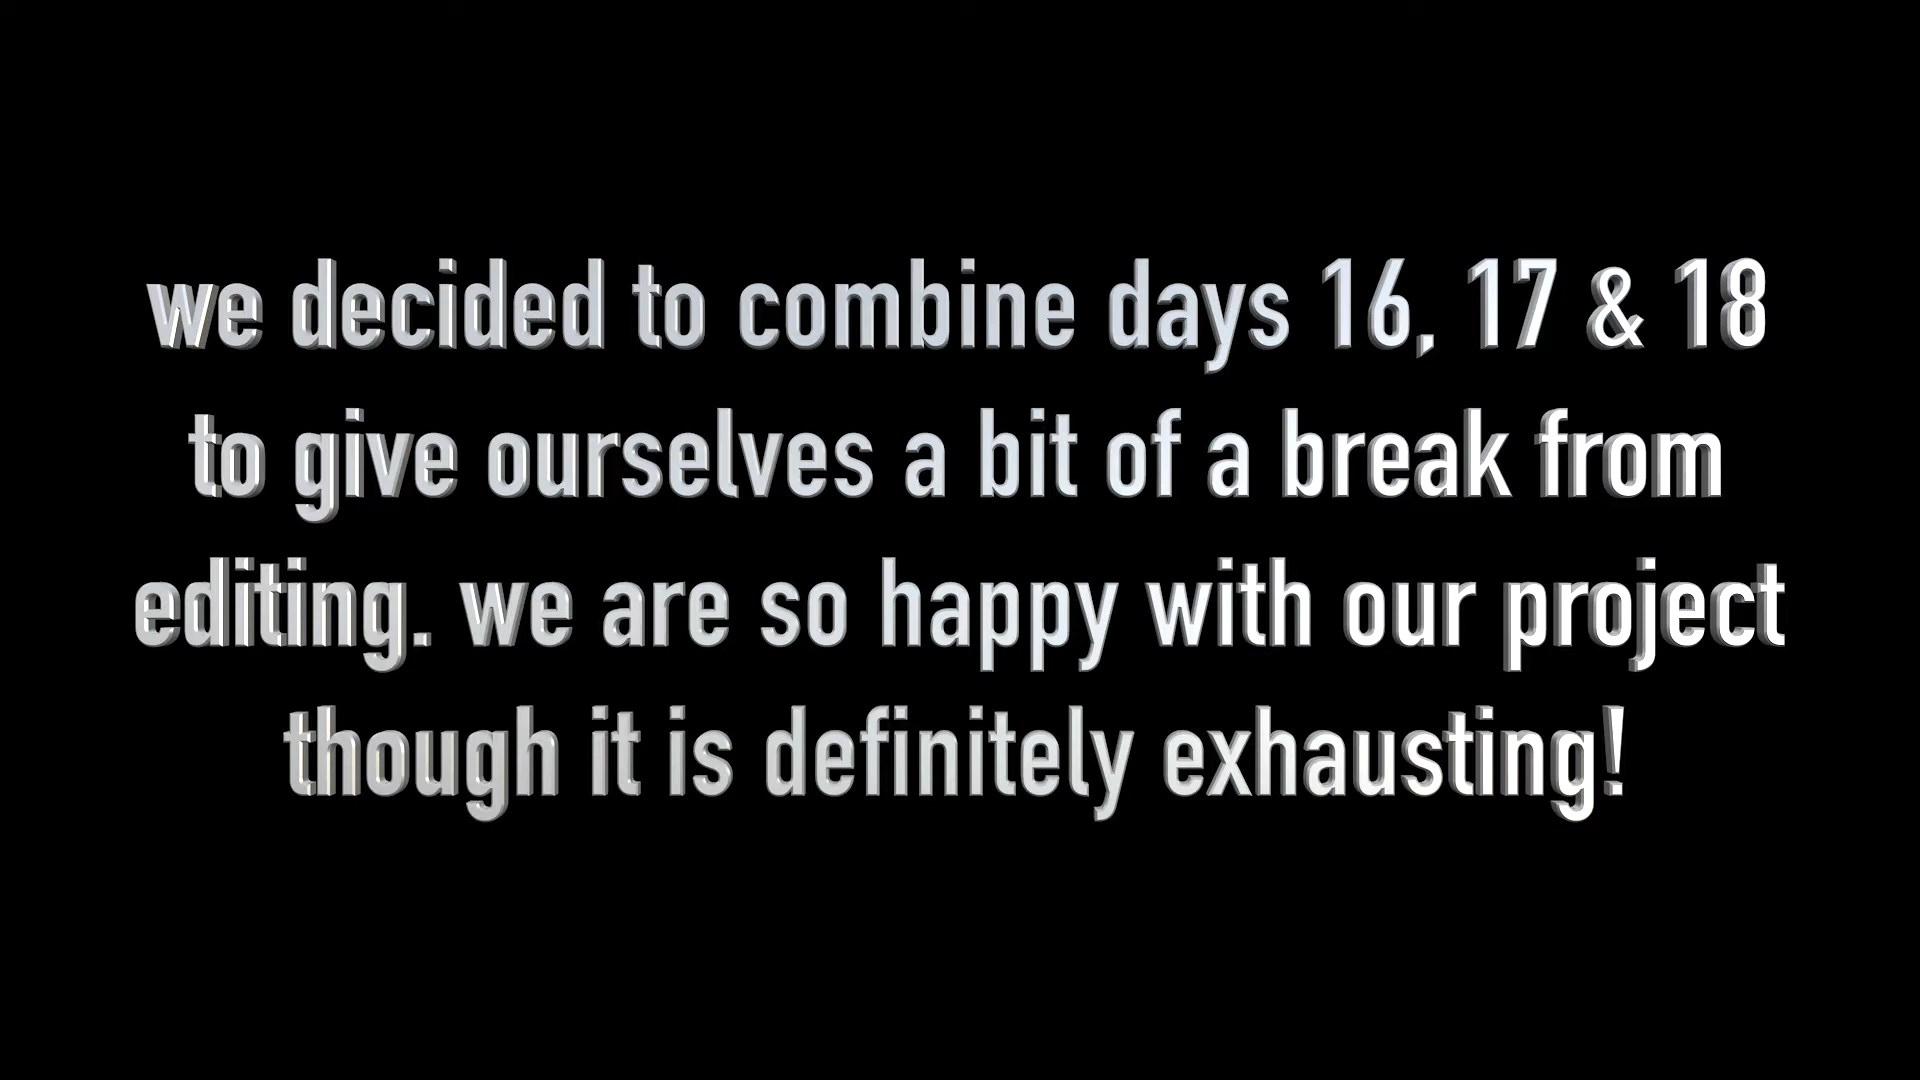 we decided to combine days 16, 17 & 18
to give ourselves a bit of a break from
editing. we are so happy with our project
though it is definitely exhausting!